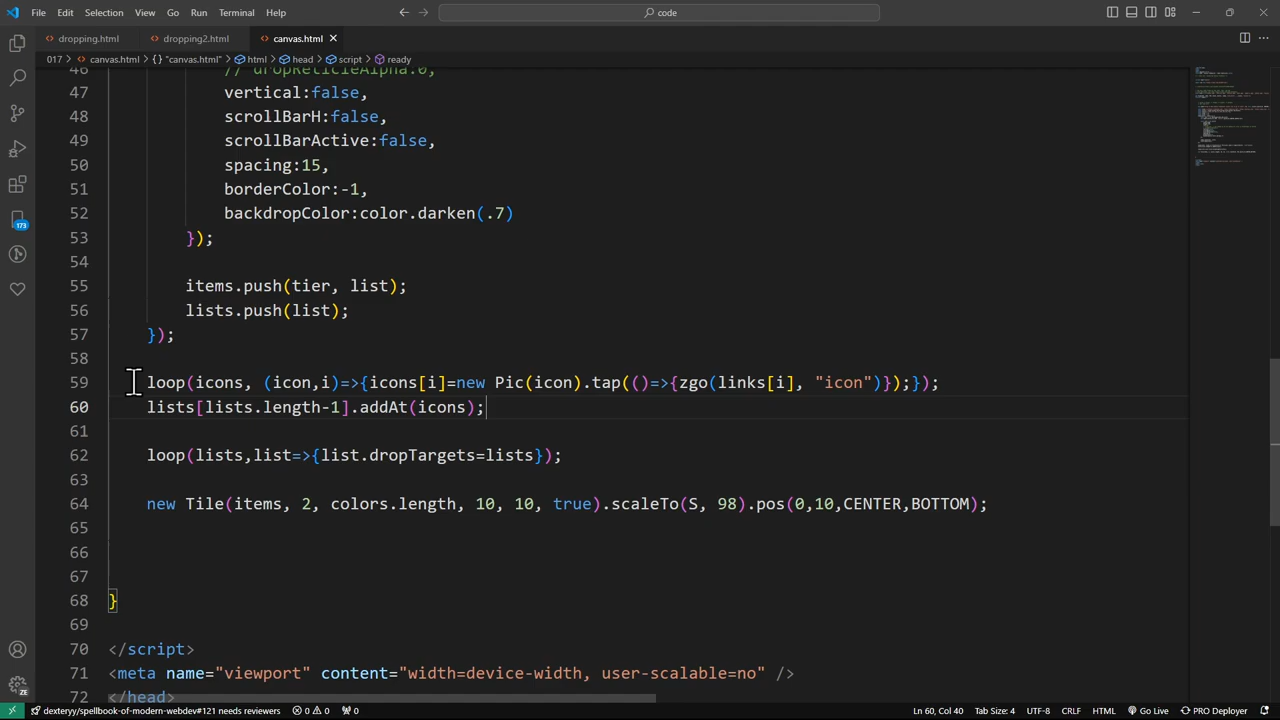 File Edit Selection View Go Run Terminal Help
code
dropping.html dropping2.html canvas.html
017 > canvas.html > {} "canvas.html" > html > head > script > ready
46 // dropReticleAlpha:0,
47 vertical:false,
48 scrollBarH:false,
49 scrollBarActive:false,
50 spacing:15,
51 borderColor:-1,
52 backdropColor:color.darken(.7)
53 });
54
55 items.push(tier, list);
56 lists.push(list);
57 });
58
59 loop(icons, (icon,i)=>{icons[i]=new Pic(icon).tap(()=>{zgo(links[i], "icon")});});
60 lists[lists.length-1].addAt(icons);
61
62 loop(lists,list=>{list.dropTargets=lists});
63
64 new Tile(items, 2, colors.length, 10, 10, true).scaleTo(S, 98).pos(0,10,CENTER,BOTTOM);
65
66
67
68 }
69
70 </script>
71 <meta name="viewport" content="width=device-width, user-scalable=no" />
72 </head>
173
ZE
dexteryy/spellbook-of-modern-webdev#121 needs reviewers 0 0 0 Ln 60, Col 40 Tab Size: 4 UTF-8 CRLF HTML Go Live PRO Deployer